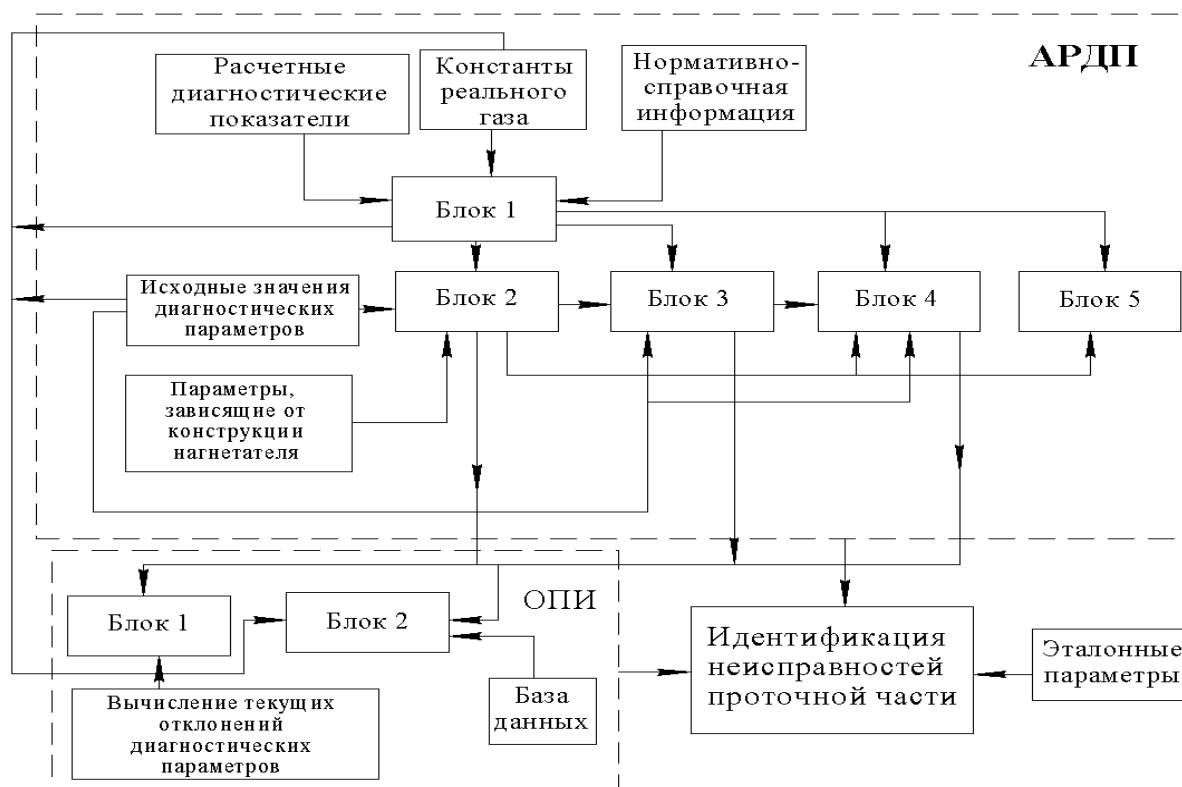 АРДП
Расчетные
диагностические
показатели
Константы
реального
газа
Нормативно-
справочная
информация
Блок 1
Исходные значения
диагностических
параметров
Блок 2
Блок 3
Блок 4
Блок 5
Параметры,
зависящие от
конструкции
нагнетателя
ОПИ
Блок 1
Блок 2
Вычисление текущих
отклонений
диагностических
параметров
База
данных
Идентификация
неисправностей
проточной части
Эталонные
параметры